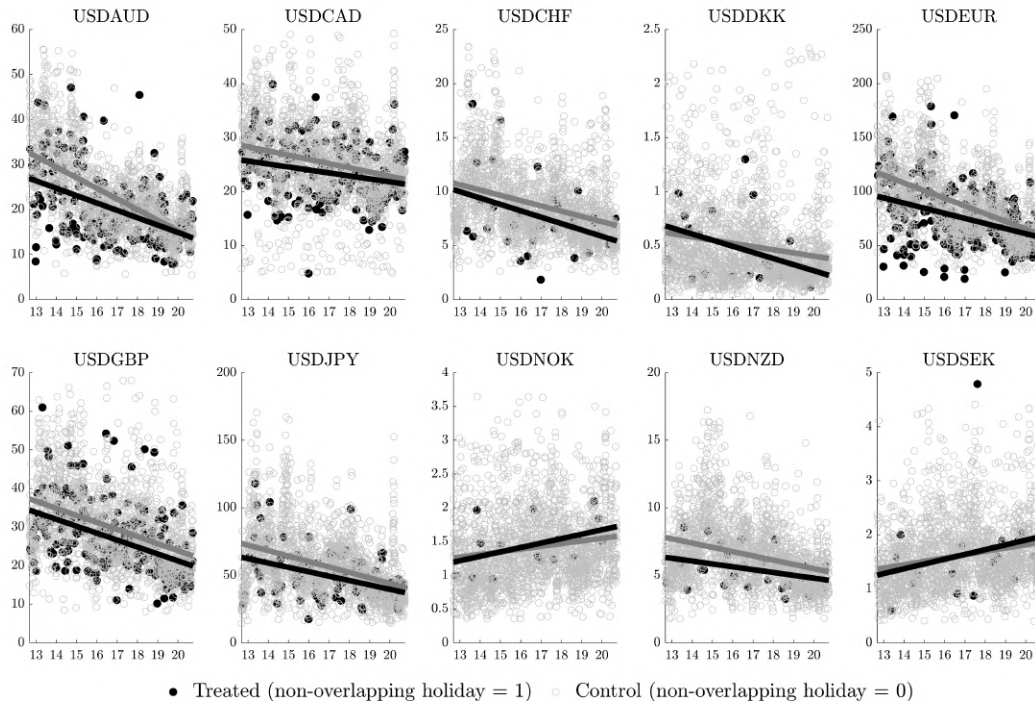 USDAUD USDCAD USDCHF USDDKK USDEUR
60 50 25 2.5 250
50 40 20 2 200
40 30 15 1.5 150
30 20 10 1 100
20 10 5 0.5 50
10
0 0 0 0 0
13 14 15 16 17 18 19 20 13 14 15 16 17 18 19 20 13 14 15 16 17 18 19 20 13 14 15 16 17 18 19 20 13 14 15 16 17 18 19 20
USDGBP USDJPY USDNOK USDNZD USDSEK
70 200 4 20 5
60 3.5
50 150 3 15 4
40 2.5 3
30 100 2 10
20 1.5 2
10 50 1 5 1
0.5
0 0 0 0 0
13 14 15 16 17 18 19 20 13 14 15 16 17 18 19 20 13 14 15 16 17 18 19 20 13 14 15 16 17 18 19 20 13 14 15 16 17 18 19 20
Treated (non-overlapping holiday = 1) Control (non-overlapping holiday = 0)